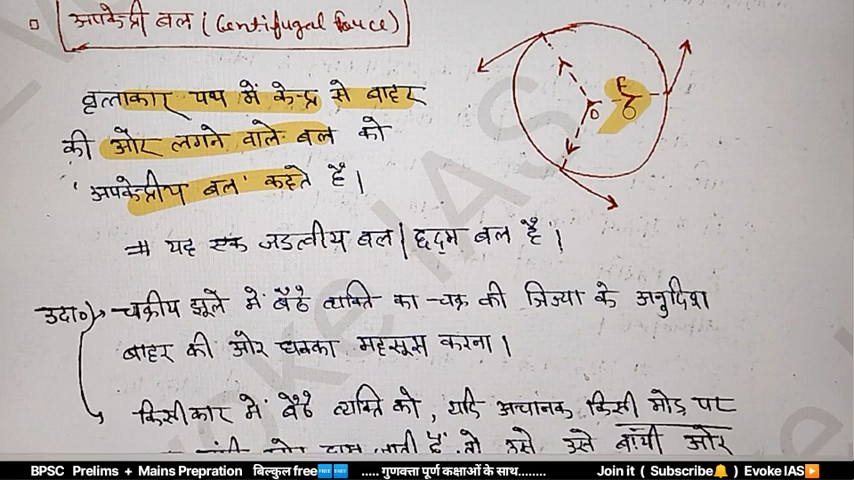 अपकेन्द्री बल (Centifugal force)
वृत्ताकार पथ में केन्द्र से बाहर
की ओर लगने वाले बल को
'अपकेन्द्रीय बल' कहते हैं।
⇒ यह एक जडत्वीय बल/छद्म बल है।
उदा०→ चक्रीय झूले में बैठे व्यक्ति का चक्र की त्रिज्या के अनुदिश
बाहर की ओर धक्का महसूस करना।
किसी कार में बैठे व्यक्ति को, यदि अचानक किसी मोड़ पर
उसे बांयी ओर
F
O
BPSC Prelims + Mains Prepration बिल्कुल free🆓🆓 ..... गुणवत्ता पूर्ण कक्षाओं के साथ........ Join it ( Subscribe🔔 ) Evoke IAS▶️